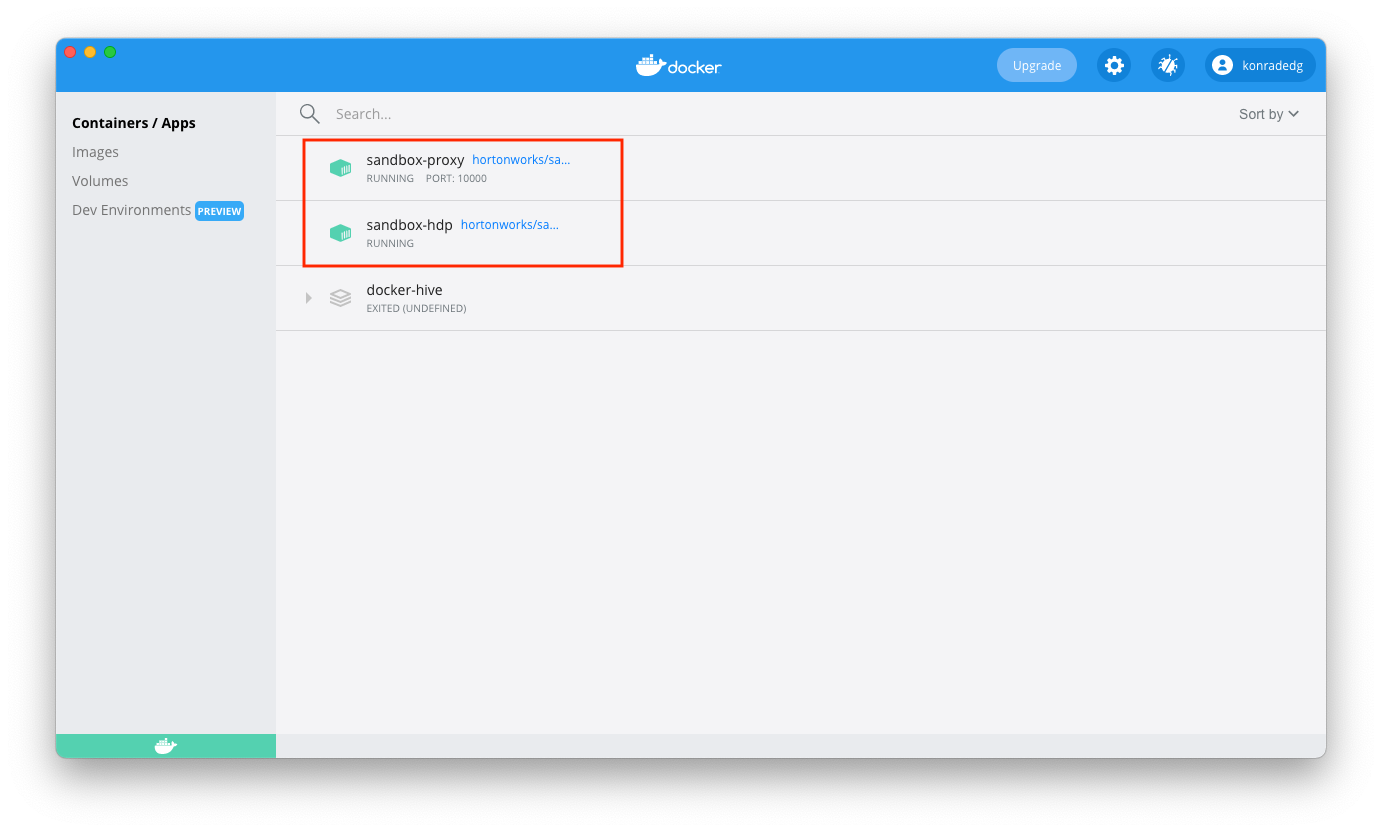 docker
Upgrade
konradedg
Containers / Apps
Images
Volumes
Dev Environments PREVIEW
Search...
Sort by
sandbox-proxy hortonworks/sa...
RUNNING PORT: 10000
sandbox-hdp hortonworks/sa...
RUNNING
docker-hive
EXITED (UNDEFINED)